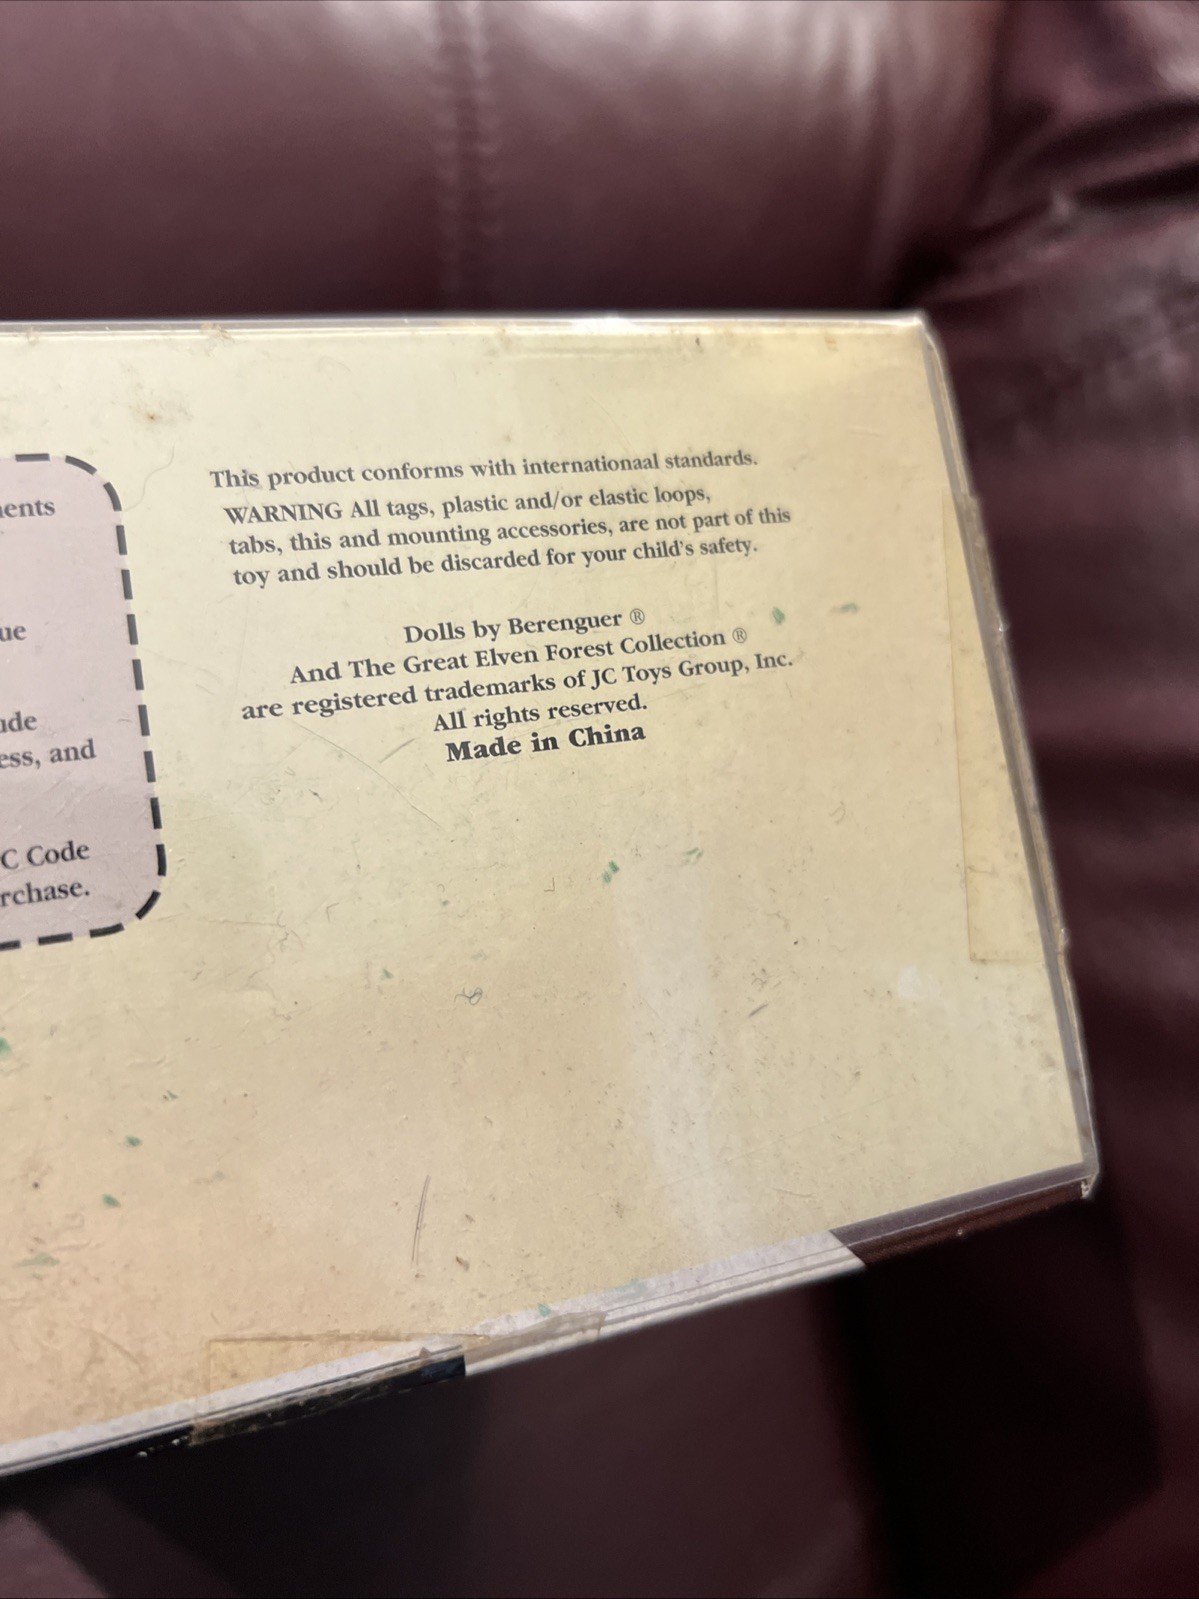 ents
ue
ess, and
C Code
rchase.
This product conforms with internationaal standards.
WARNING All tags, plastic and/or elastic loops,
tabs, this and mounting accessories, are not part of this
toy and should be discarded for your child's safety.
Dolls by Berenguer ®
And The Great Elven Forest Collection ®
are registered trademarks of JC Toys Group, Inc.
All rights reserved.
Made in China